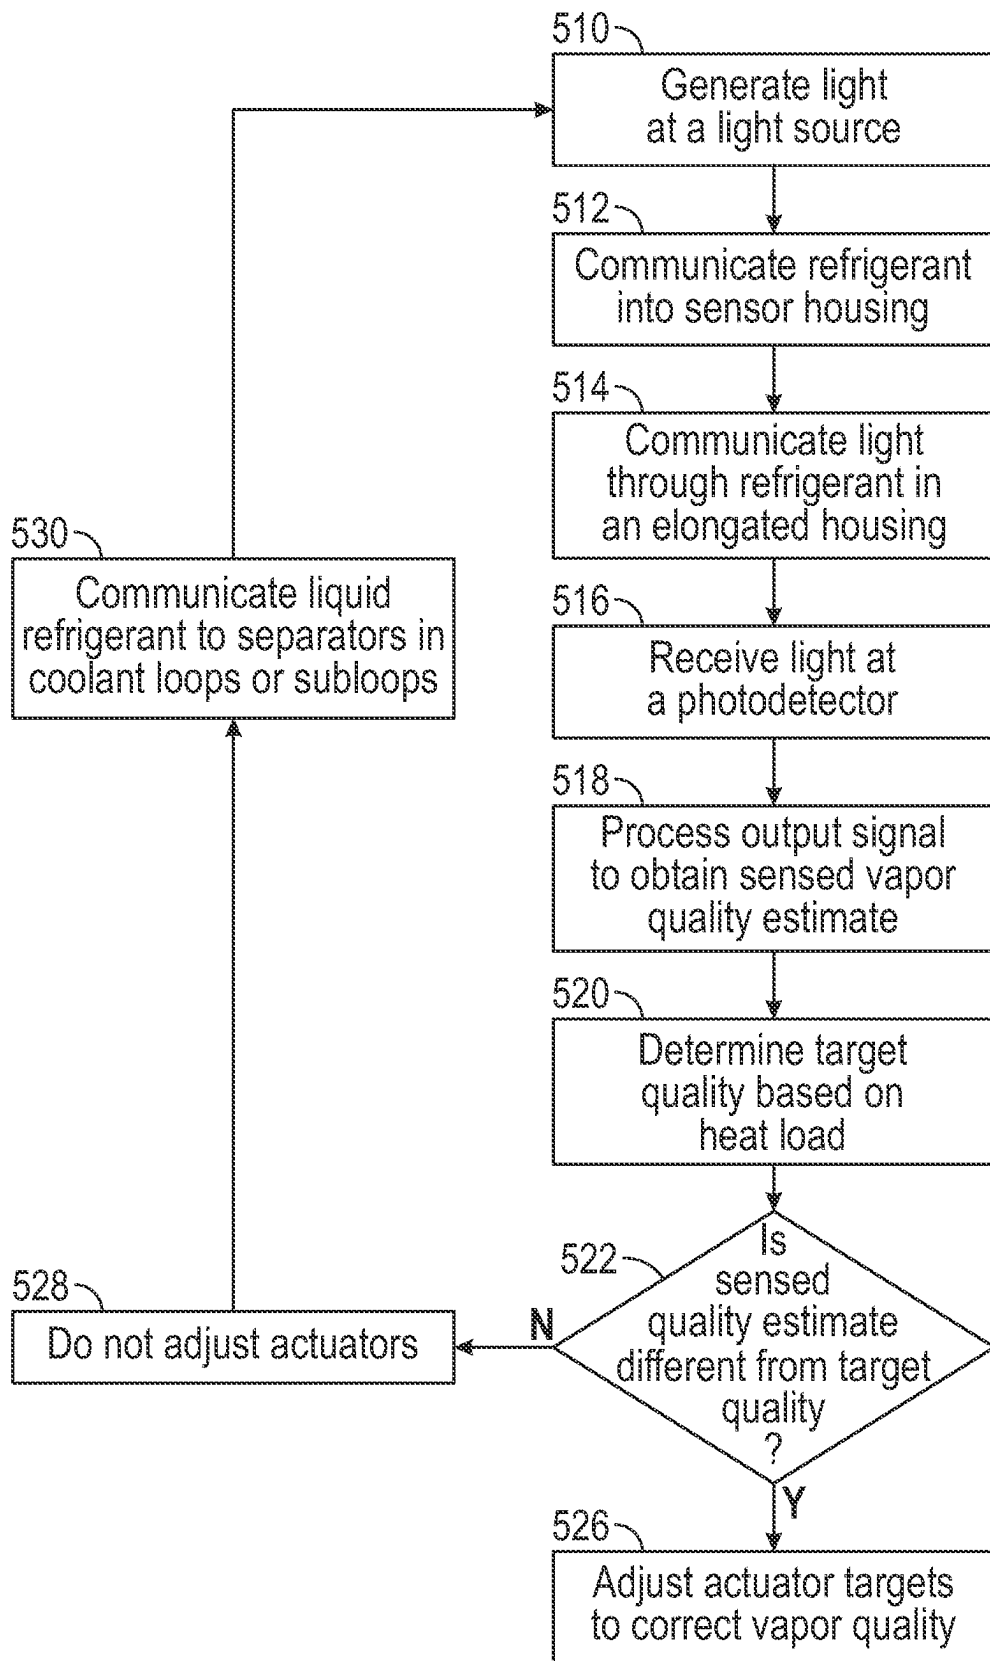 510
Generate light
at a light source
512
Communicate refrigerant
into sensor housing
514
Communicate light
through refrigerant in
an elongated housing
530
Communicate liquid
refrigerant to separators in
coolant loops or subloops
516
Receive light at
a photodetector
518
Process output signal
to obtain sensed vapor
quality estimate
520
Determine target
quality based on
heat load
522
Is
sensed
quality estimate
different from target
quality
?
N
528
Do not adjust actuators
Y
526
Adjust actuator targets
to correct vapor quality